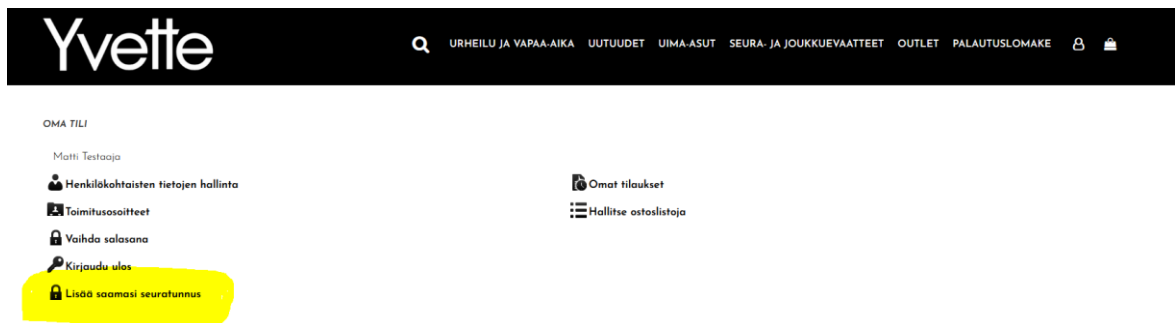 Yvette
URHEILU JA VAPAA-AIKA UUTUUDET UIMA-ASUT SEURA- JA JOUKKUEVAATTEET OUTLET PALAUTUSLOMAKE
OMA TILI
Matti Testaaja
Henkilökohtaisten tietojen hallinta
Toimitusosoitteet
Vaihda salasana
Kirjaudu ulos
Lisää saamasi seuratunnus
Omat tilaukset
Hallitse ostoslistoja